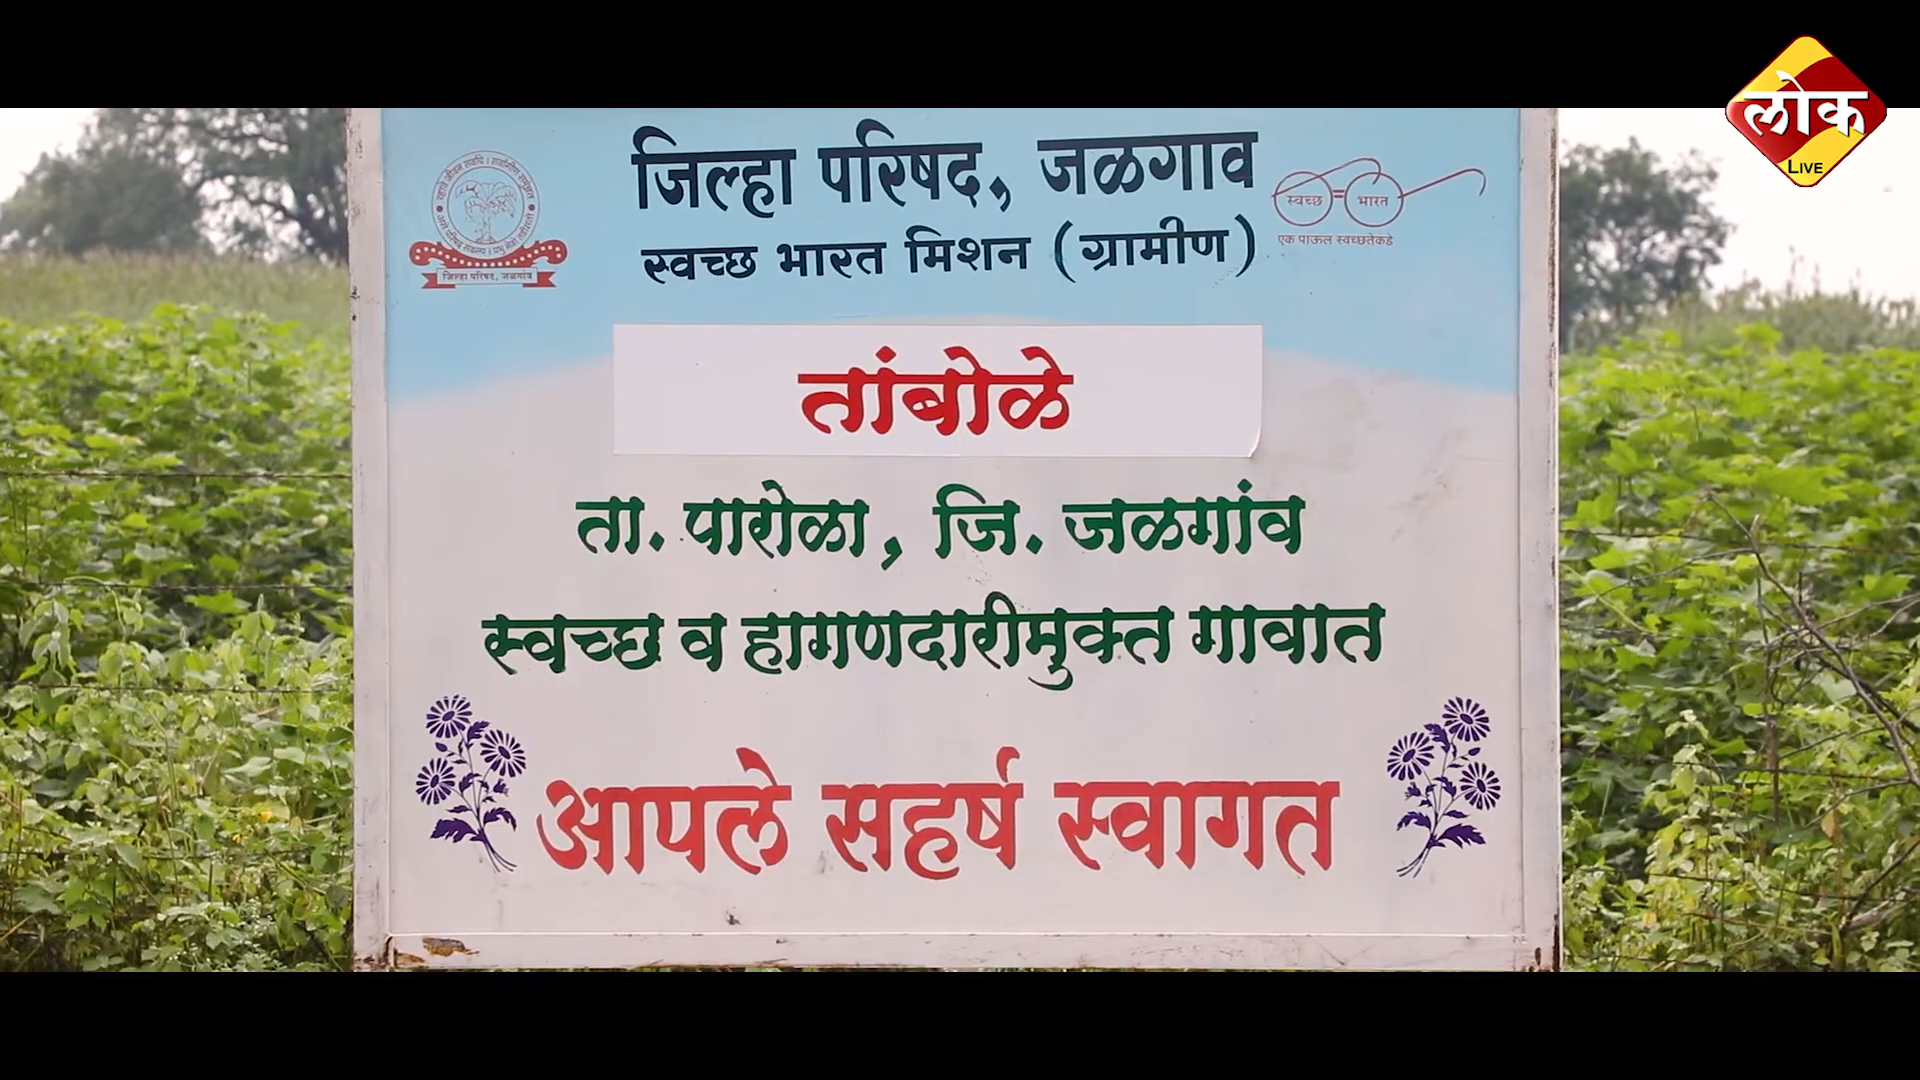 लोक
LIVE
जिल्हा परिषद, जळगाव
स्वच्छ भारत मिशन (ग्रामीण)
स्वच्छ भारत
एक पाऊल स्वच्छतेकडे
जिल्हा परिषद, जळगांव
तांबोळे
ता. पारोळा, जि. जळगांव
स्वच्छ व हागणदारीमुक्त गावात
आपले सहर्ष स्वागत